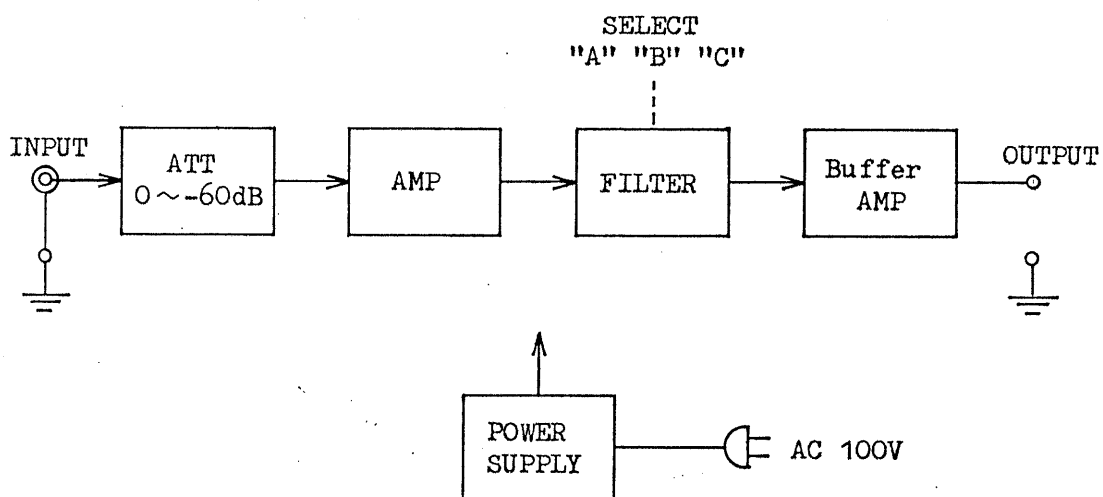 SELECT
"A" "B" "C"
INPUT
ATT
0~-60dB
AMP
FILTER
Buffer
AMP
OUTPUT
POWER
SUPPLY
AC 100V